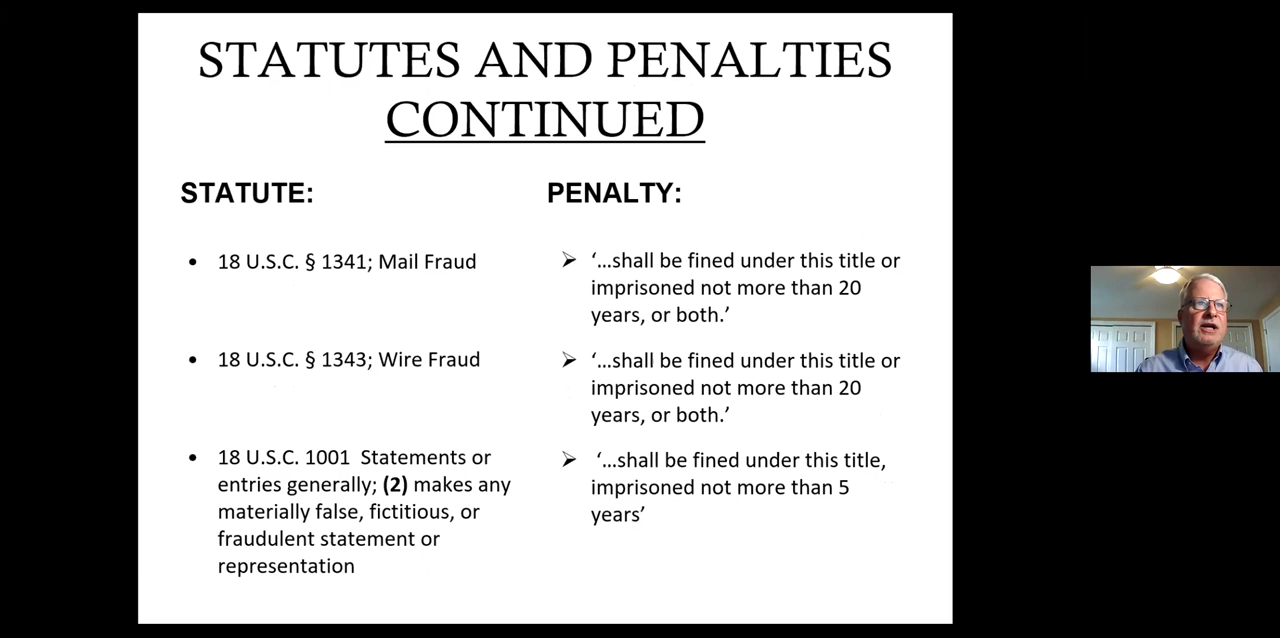 STATUTES AND PENALTIES
CONTINUED
STATUTE:
PENALTY:
• 18 U.S.C. § 1341; Mail Fraud
➢ ‘…shall be fined under this title or
imprisoned not more than 20
years, or both.’
• 18 U.S.C. § 1343; Wire Fraud
➢ ‘…shall be fined under this title or
imprisoned not more than 20
years, or both.’
• 18 U.S.C. 1001 Statements or
entries generally; (2) makes any
materially false, fictitious, or
fraudulent statement or
representation
➢ ‘…shall be fined under this title,
imprisoned not more than 5
years’